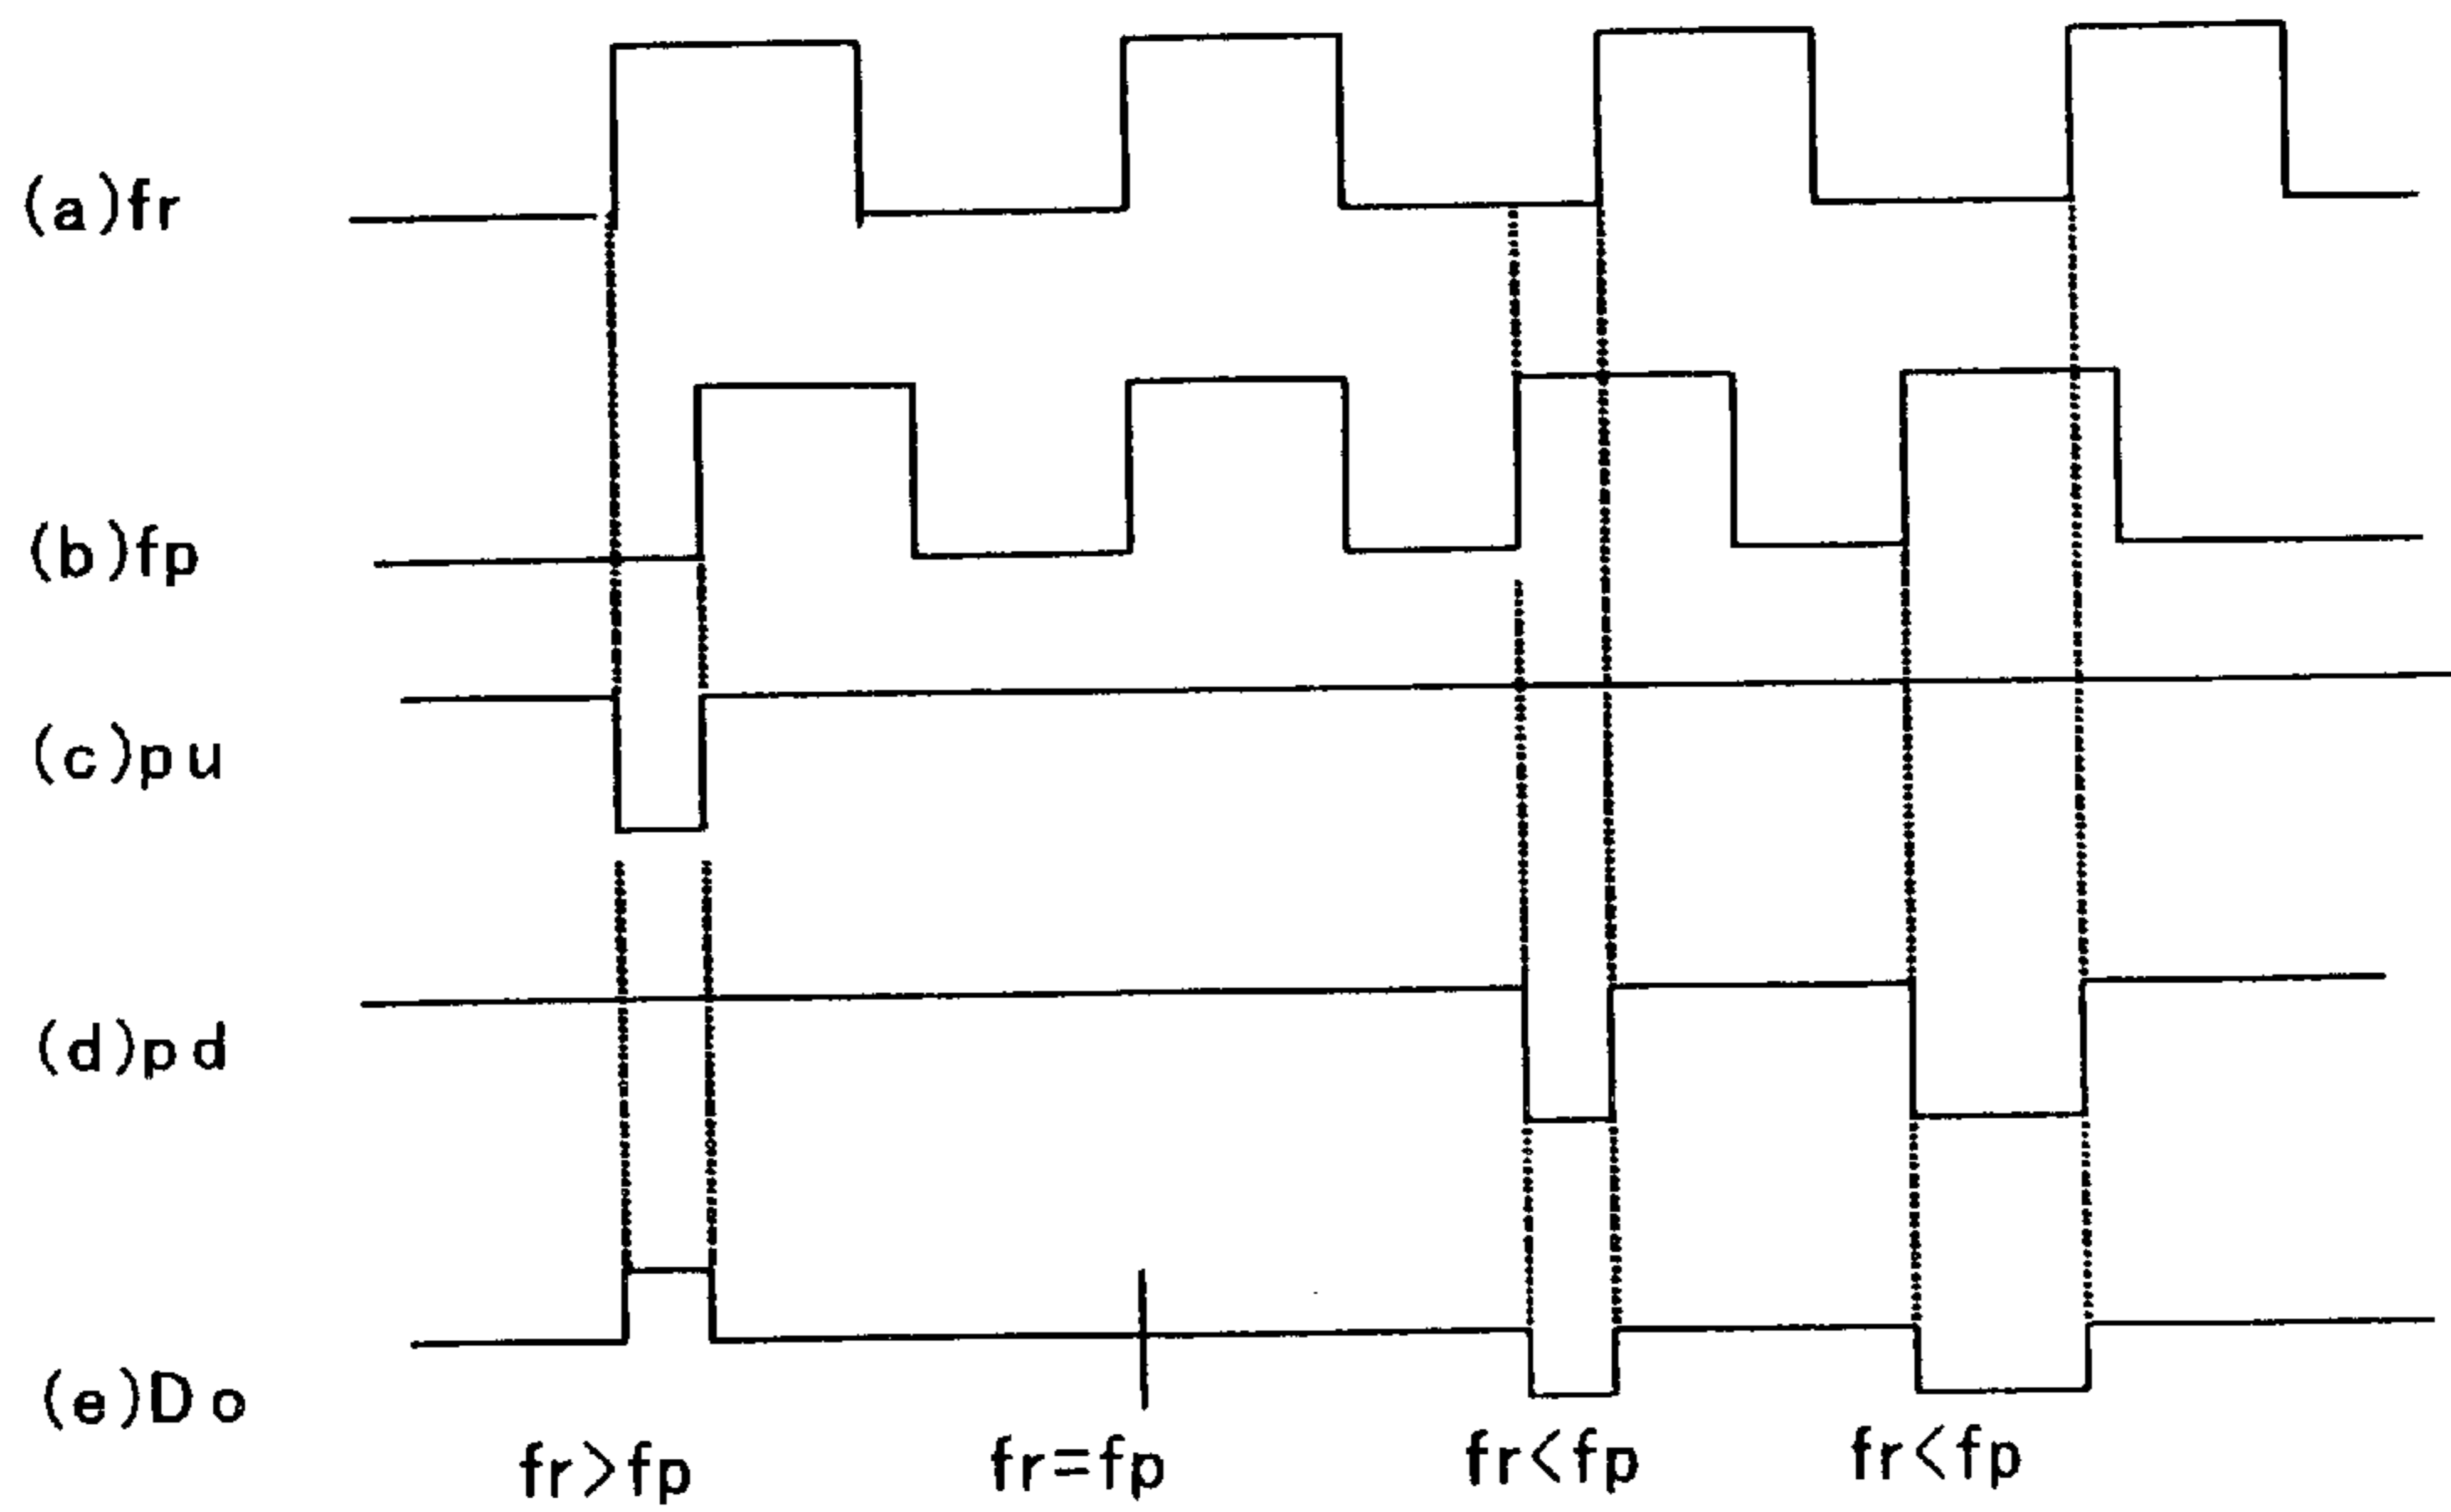 (a)fr
(b)fp
(c)pu
(d)pd
(e)Do
fr>fp fr=fp fr<fp fr<fp